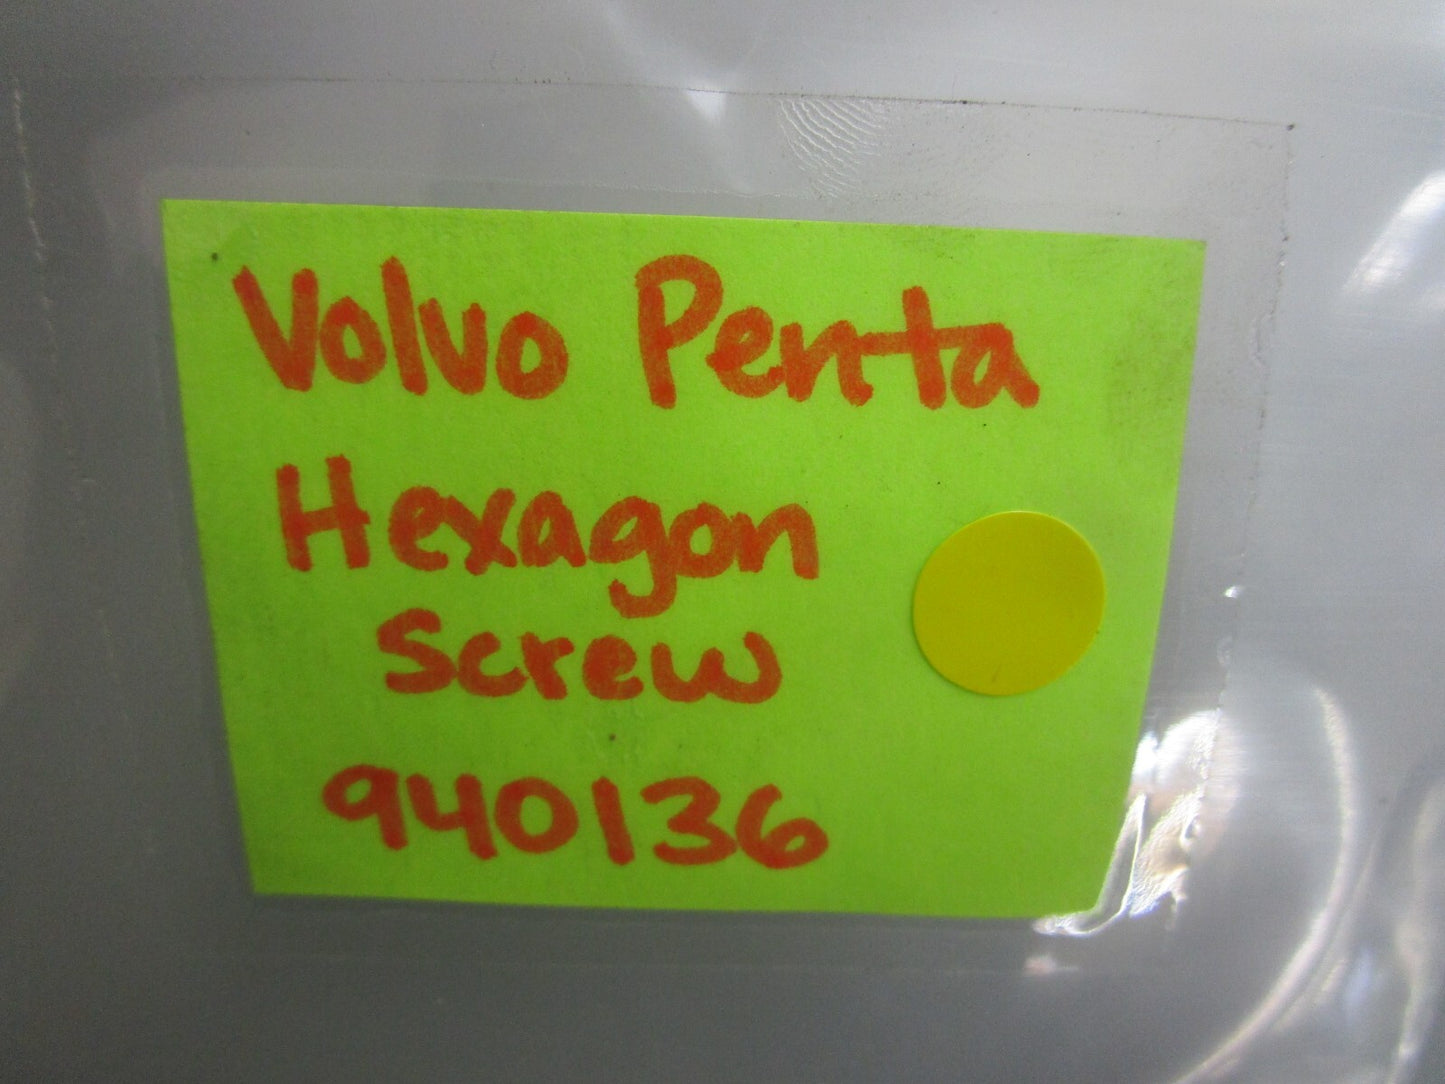 Volvo Penta
Hexagon
Screw
940136